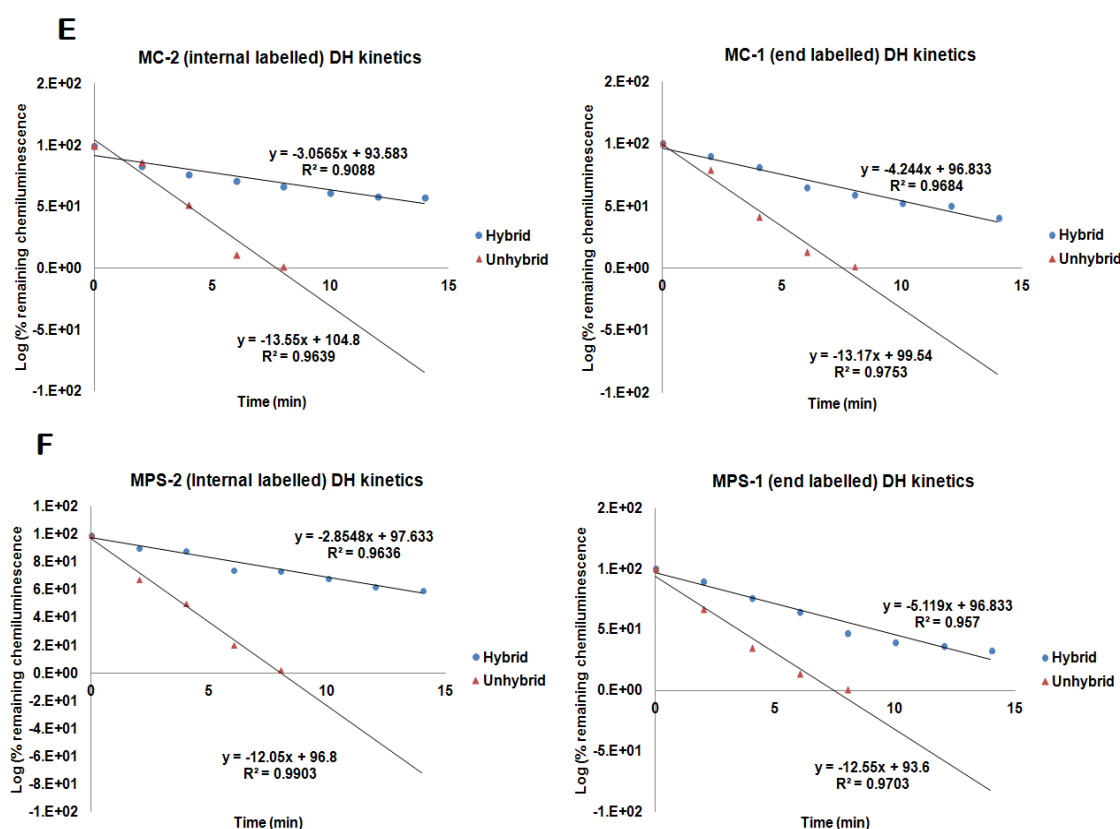 E
MC-2 (internal labelled) DH kinetics
Log (% remaining chemiluminescence
2.E+02
1.E+02
5.E+01
0.E+00
-5.E+01
-1.E+02
0
5
10
15
y = -3.0565x + 93.583
R² = 0.9088
y = -13.55x + 104.8
R² = 0.9639
Hybrid
Unhybrid
Time (min)
MC-1 (end labelled) DH kinetics
Log (% remaining chemiluminescence
2.E+02
1.E+02
5.E+01
0.E+00
-5.E+01
-1.E+02
0
5
10
15
y = -4.244x + 96.833
R² = 0.9684
y = -13.17x + 99.54
R² = 0.9753
Hybrid
Unhybrid
Time (min)
F
MPS-2 (Internal labelled) DH kinetics
Log (% remaining chemiluminescence
1.E+02
1.E+02
8.E+01
6.E+01
4.E+01
2.E+01
0.E+00
-2.E+01
-4.E+01
-6.E+01
-8.E+01
-1.E+02
0
5
10
15
y = -2.8548x + 97.633
R² = 0.9636
y = -12.05x + 96.8
R² = 0.9903
Hybrid
Unhybrid
Time (min)
MPS-1 (end labelled) DH kinetics
Log (% remaining chemiluminescence
2.E+02
1.E+02
5.E+01
0.E+00
-5.E+01
-1.E+02
0
5
10
15
y = -5.119x + 96.833
R² = 0.957
y = -12.55x + 93.6
R² = 0.9703
Hybrid
Unhybrid
Time (min)